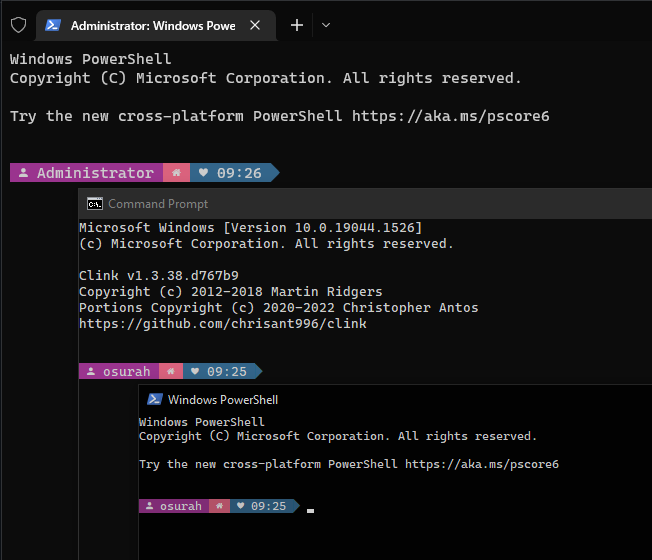 Administrator: Windows Powe
Windows PowerShell
Copyright (C) Microsoft Corporation. All rights reserved.
Try the new cross-platform PowerShell https://aka.ms/pscore6
Administrator 09:26
Command Prompt
Microsoft Windows [Version 10.0.19044.1526]
(c) Microsoft Corporation. All rights reserved.
Clink v1.3.38.d767b9
Copyright (c) 2012-2018 Martin Ridgers
Portions Copyright (c) 2020-2022 Christopher Antos
https://github.com/chrisant996/clink
osurah 09:25
Windows PowerShell
Windows PowerShell
Copyright (C) Microsoft Corporation. All rights reserved.
Try the new cross-platform PowerShell https://aka.ms/pscore6
osurah 09:25